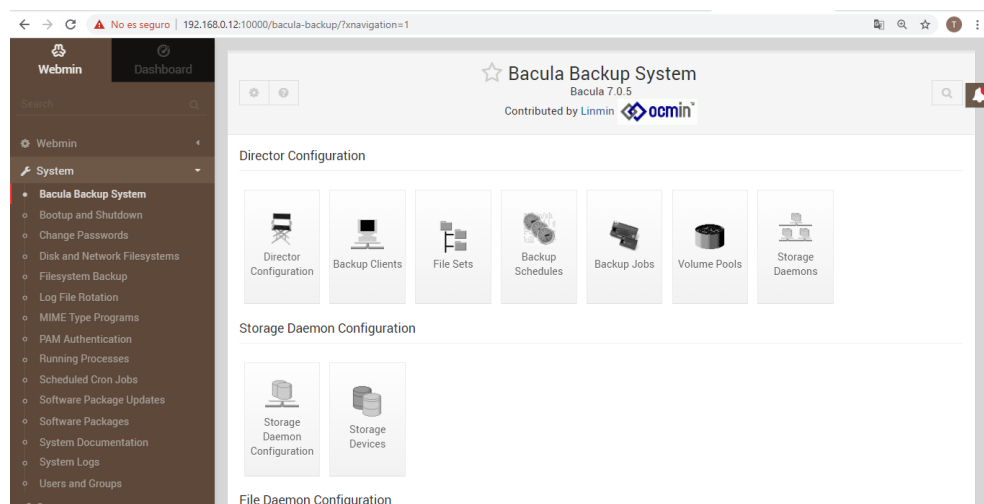 No es seguro | 192.168.0.12:10000/bacula-backup/?xnavigation=1
T
Webmin
Dashboard
Search
Webmin
System
Bacula Backup System
Bootup and Shutdown
Change Passwords
Disk and Network Filesystems
Filesystem Backup
Log File Rotation
MIME Type Programs
PAM Authentication
Running Processes
Scheduled Cron Jobs
Software Package Updates
Software Packages
System Documentation
System Logs
Users and Groups
Bacula Backup System
Bacula 7.0.5
Contributed by Linmin ocmin™
Director Configuration
Director
Configuration
Backup Clients
File Sets
Backup
Schedules
Backup Jobs
Volume Pools
Storage
Daemons
Storage Daemon Configuration
Storage
Daemon
Configuration
Storage
Devices
File Daemon Configuration